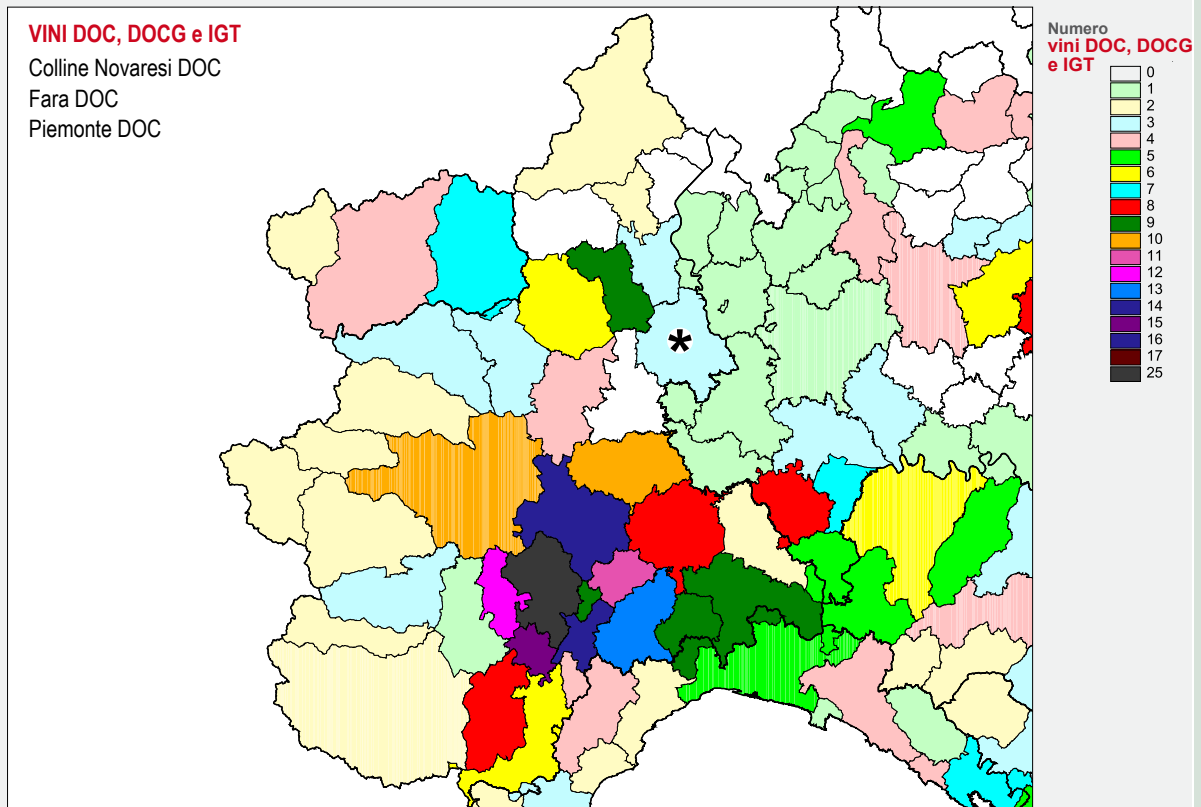 VINI DOC, DOCG e IGT
Colline Novaresi DOC
Fara DOC
Piemonte DOC
*
Numero
vini DOC, DOCG
e IGT
0
1
2
3
4
5
6
7
8
9
10
11
12
13
14
15
16
17
25